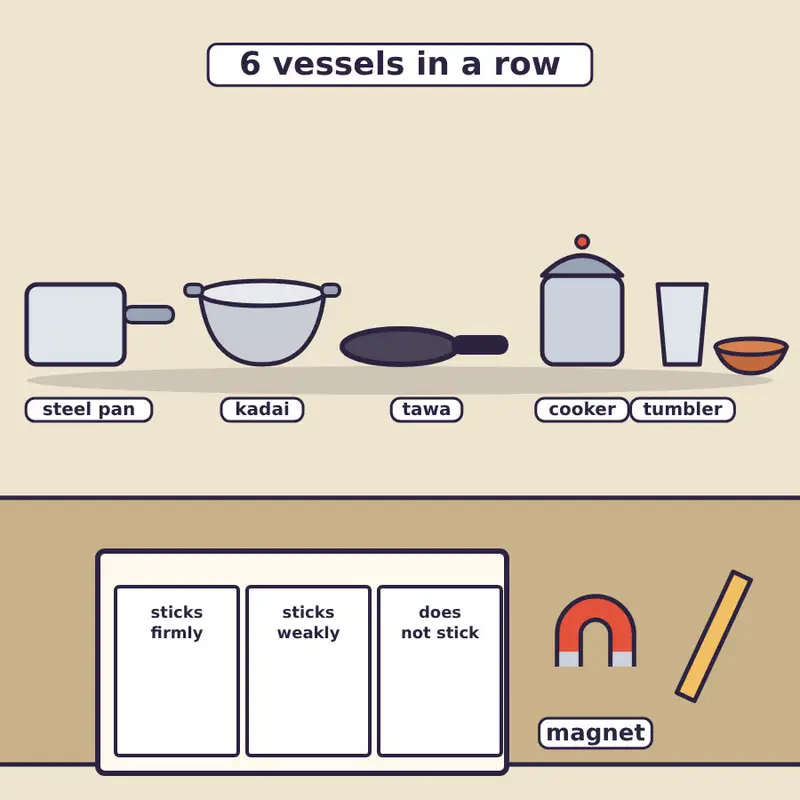 6 vessels in a row
steel pan
kadai
tawa
cooker
tumbler
sticks
firmly
sticks
weakly
does
not stick
magnet